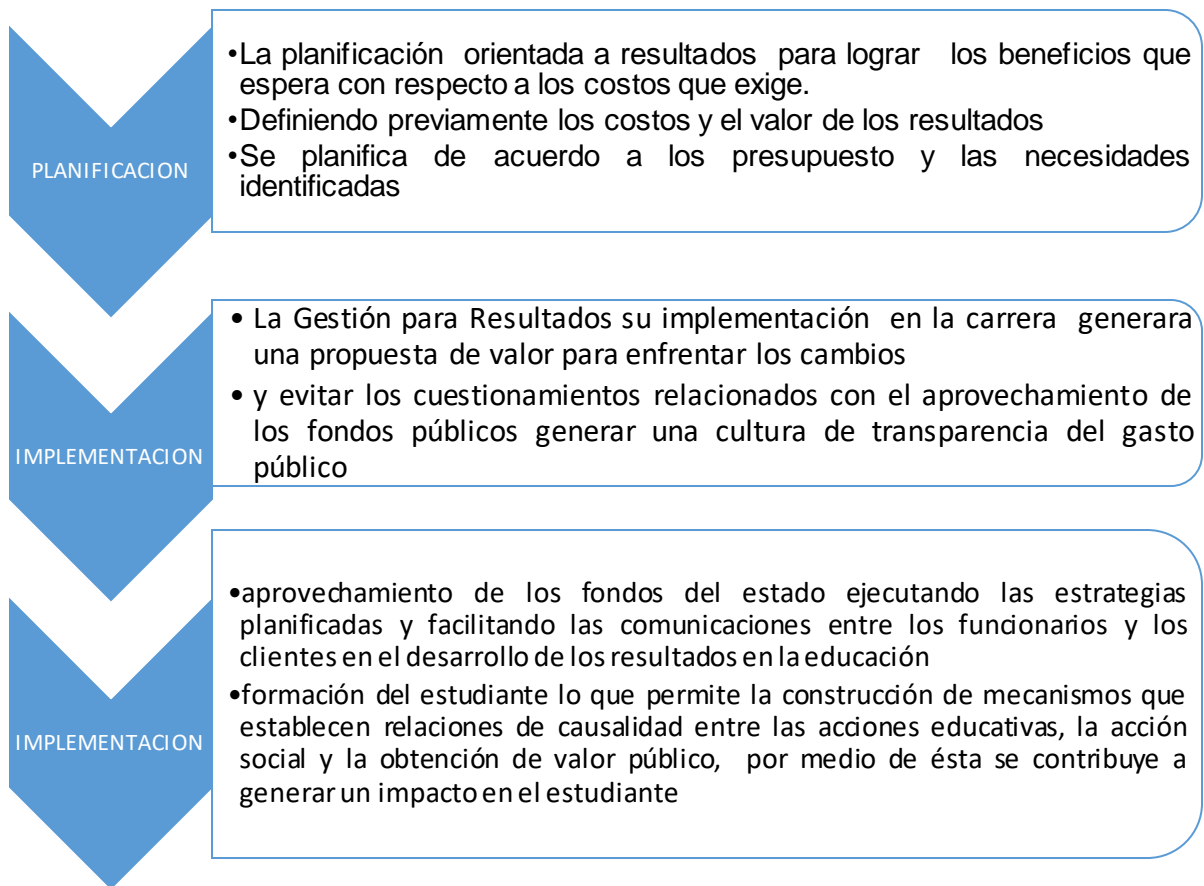 PLANIFICACION
•La planificación orientada a resultados para lograr los beneficios que
espera con respecto a los costos que exige.
•Definiendo previamente los costos y el valor de los resultados
•Se planifica de acuerdo a los presupuesto y las necesidades
identificadas
IMPLEMENTACION
• La Gestión para Resultados su implementación en la carrera generara
una propuesta de valor para enfrentar los cambios
• y evitar los cuestionamientos relacionados con el aprovechamiento de
los fondos públicos generar una cultura de transparencia del gasto
público
IMPLEMENTACION
•aprovechamiento de los fondos del estado ejecutando las estrategias
planificadas y facilitando las comunicaciones entre los funcionarios y los
clientes en el desarrollo de los resultados en la educación
•formación del estudiante lo que permite la construcción de mecanismos que
establecen relaciones de causalidad entre las acciones educativas, la acción
social y la obtención de valor público, por medio de ésta se contribuye a
generar un impacto en el estudiante